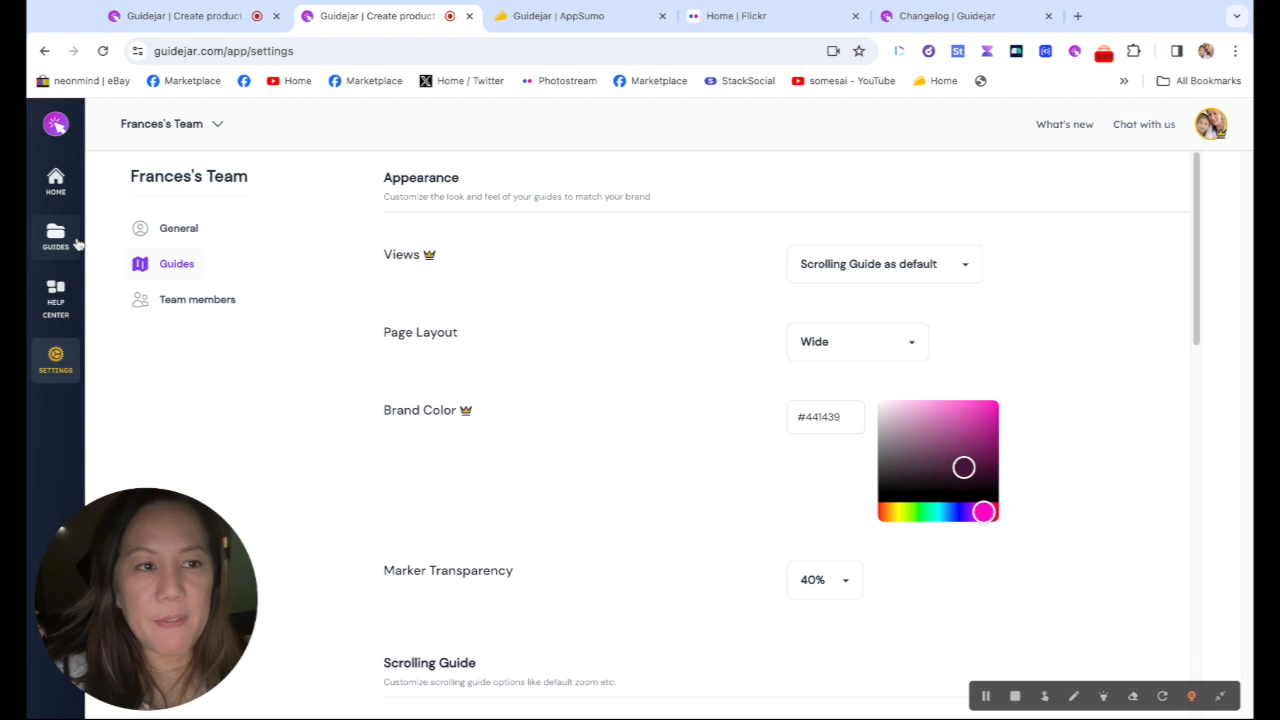 Guidejar | Create product
Guidejar | Create product
Guidejar | AppSumo
Home | Flickr
Changelog | Guidejar
guidejar.com/app/settings
neonmind | eBay
Marketplace
Home
Marketplace
Home / Twitter
Photostream
Marketplace
StackSocial
somesai - YouTube
Home
»
All Bookmarks
Frances's Team
What's new
Chat with us
HOME
GUIDES
HELP
CENTER
SETTINGS
Frances's Team
General
Guides
Team members
Appearance
Customize the look and feel of your guides to match your brand
Views
Scrolling Guide as default
Page Layout
Wide
Brand Color
#441439
Marker Transparency
40%
Scrolling Guide
Customize scrolling guide options like default zoom etc.